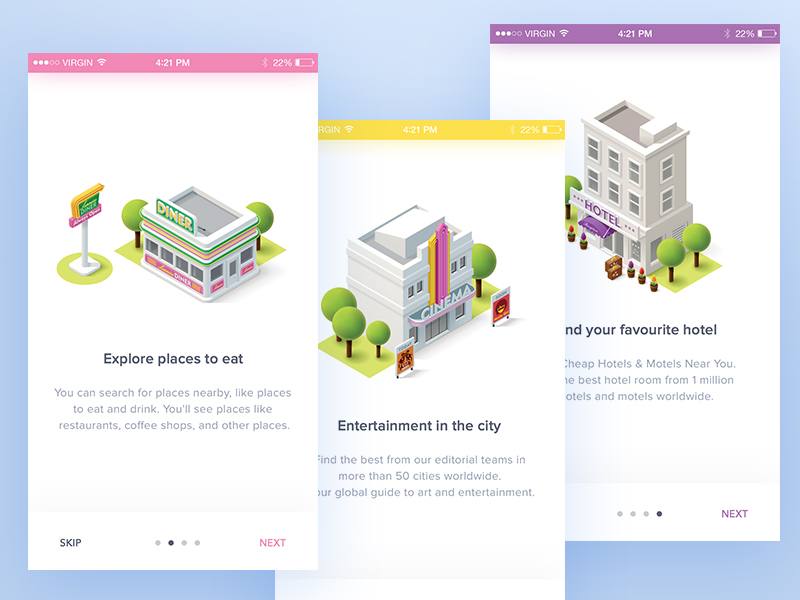 VIRGIN
4:21 PM
22%
DINER
Always Open
DINER
DINER
Explore places to eat
You can search for places nearby, like places
to eat and drink. You'll see places like
restaurants, coffee shops, and other places.
SKIP
NEXT
RGIN
4:21 PM
22%
CINEMA
Entertainment in the city
Find the best from our editorial teams in
more than 50 cities worldwide.
our global guide to art and entertainment.
VIRGIN
4:21 PM
22%
HOTEL
nd your favourite hotel
Cheap Hotels & Motels Near You.
he best hotel room from 1 million
otels and motels worldwide.
NEXT